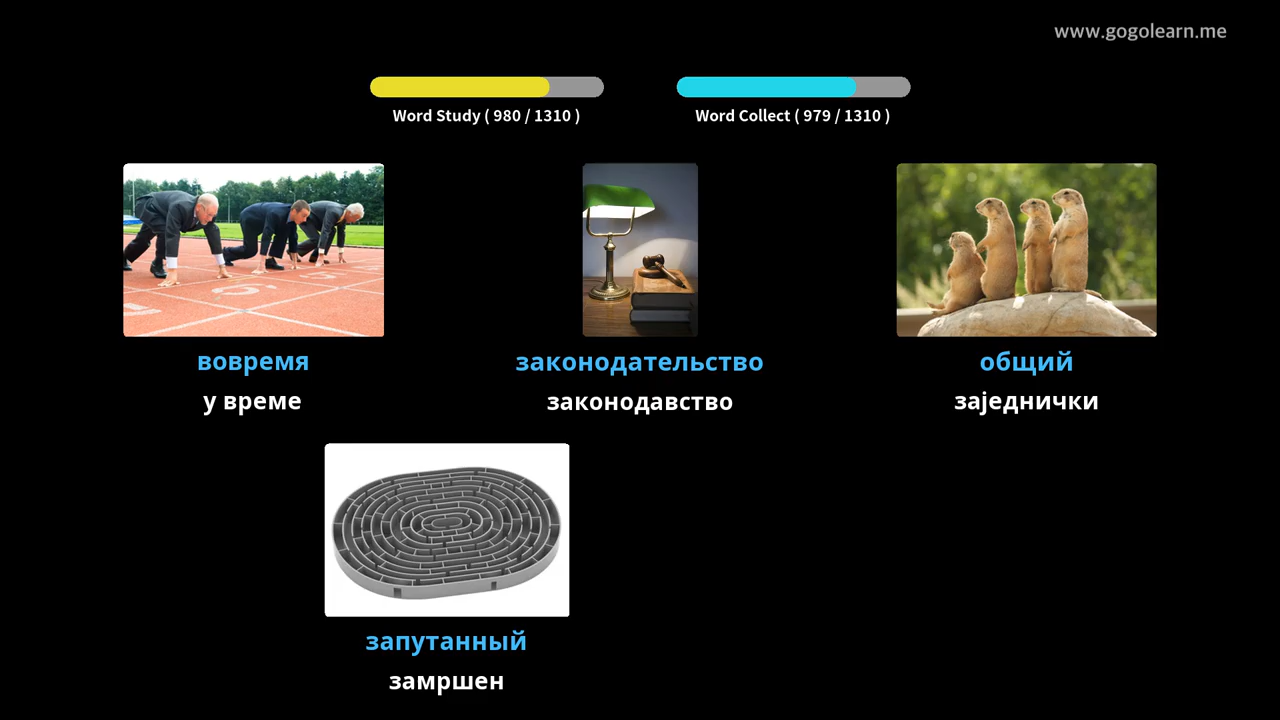 www.gogolearn.me
Word Study ( 980 / 1310 )
Word Collect ( 979 / 1310 )
вовремя
у време
законодательство
законодавство
общий
заједнички
запутанный
замршен